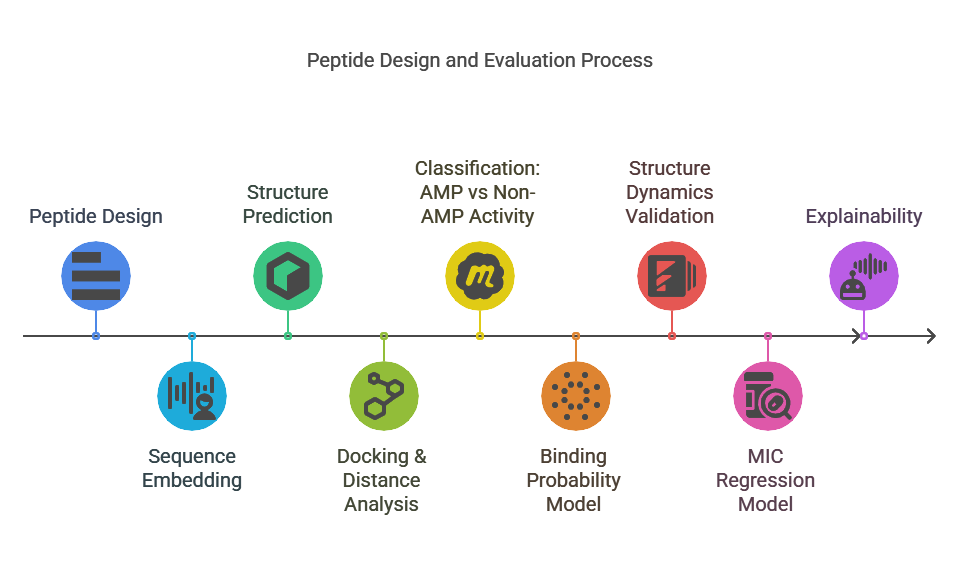 Peptide Design and Evaluation Process
Peptide Design
Sequence
Embedding
Structure
Prediction
Docking &
Distance
Analysis
Classification:
AMP vs Non-
AMP Activity
Binding
Probability
Model
Structure
Dynamics
Validation
MIC
Regression
Model
Explainability